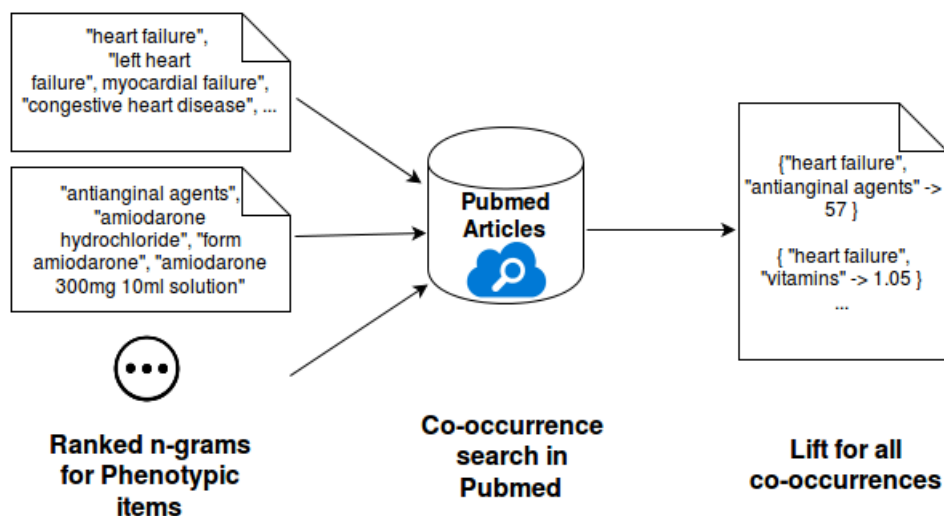 "heart failure",
"left heart
failure", myocardial failure",
"congestive heart disease", ...
"antianginal agents",
"amiodarone
hydrochloride", "form
amiodarone", "amiodarone
300mg 10ml solution"
Ranked n-grams
for Phenotypic
items
Pubmed
Articles
Co-occurrence
search in
Pubmed
{"heart failure",
"antianginal agents" ->
57 }
{ "heart failure",
"vitamins" -> 1.05 }
...
Lift for all
co-occurrences